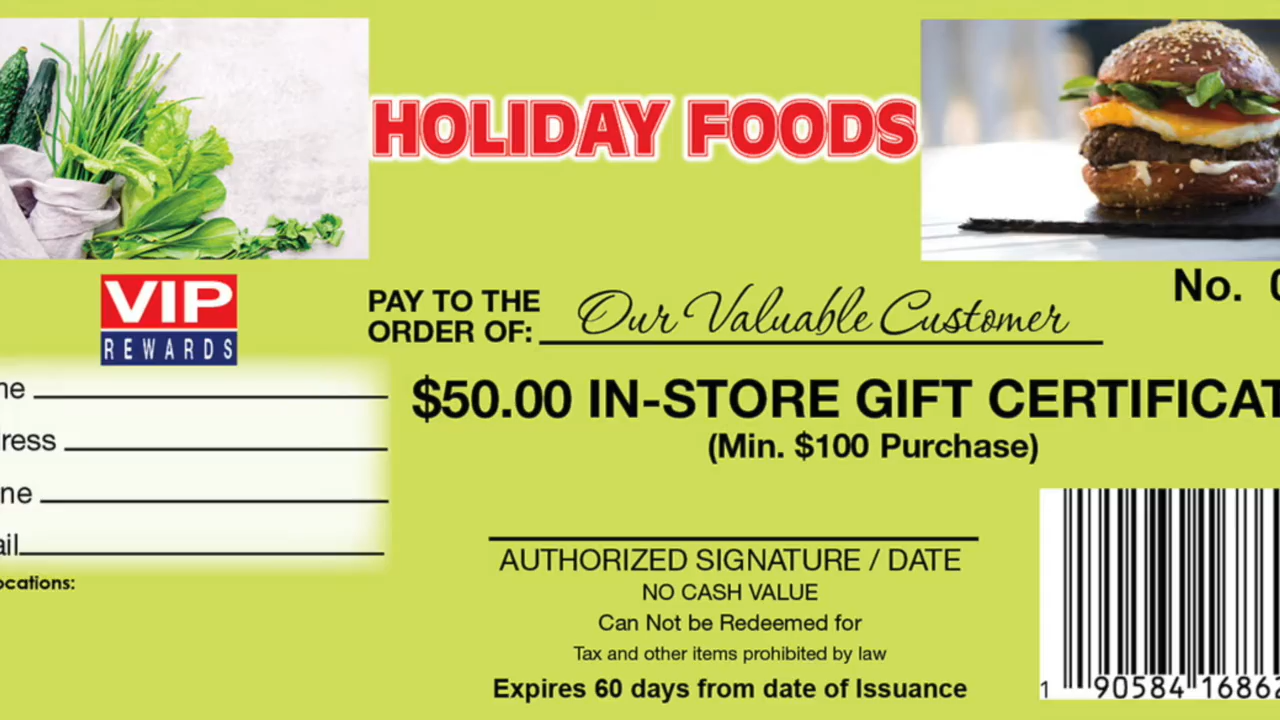 HOLIDAY FOODS
No. 0
VIP
REWARDS
PAY TO THE
ORDER OF: Our Valuable Customer
$50.00 IN-STORE GIFT CERTIFICAT
(Min. $100 Purchase)
ne
ress
ne
ail
ocations:
AUTHORIZED SIGNATURE / DATE
NO CASH VALUE
Can Not be Redeemed for
Tax and other items prohibited by law
Expires 60 days from date of Issuance
1 90584 16862